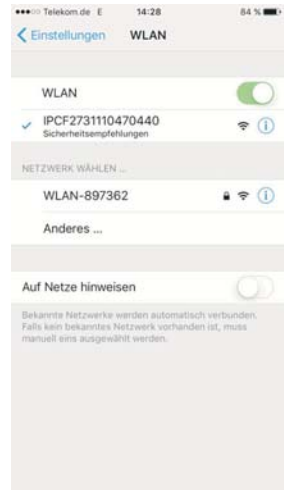 Telekom.de E 14:28 84 %
Einstellungen WLAN
WLAN
IPCF2731110470440
Sicherheitsempfehlungen
NETZWERK WÄHLEN ...
WLAN-897362
Anderes ...
Auf Netze hinweisen
Bekannte Netzwerke werden automatisch verbunden.
Falls kein bekanntes Netzwerk vorhanden ist, muss
manuell eins ausgewählt werden.